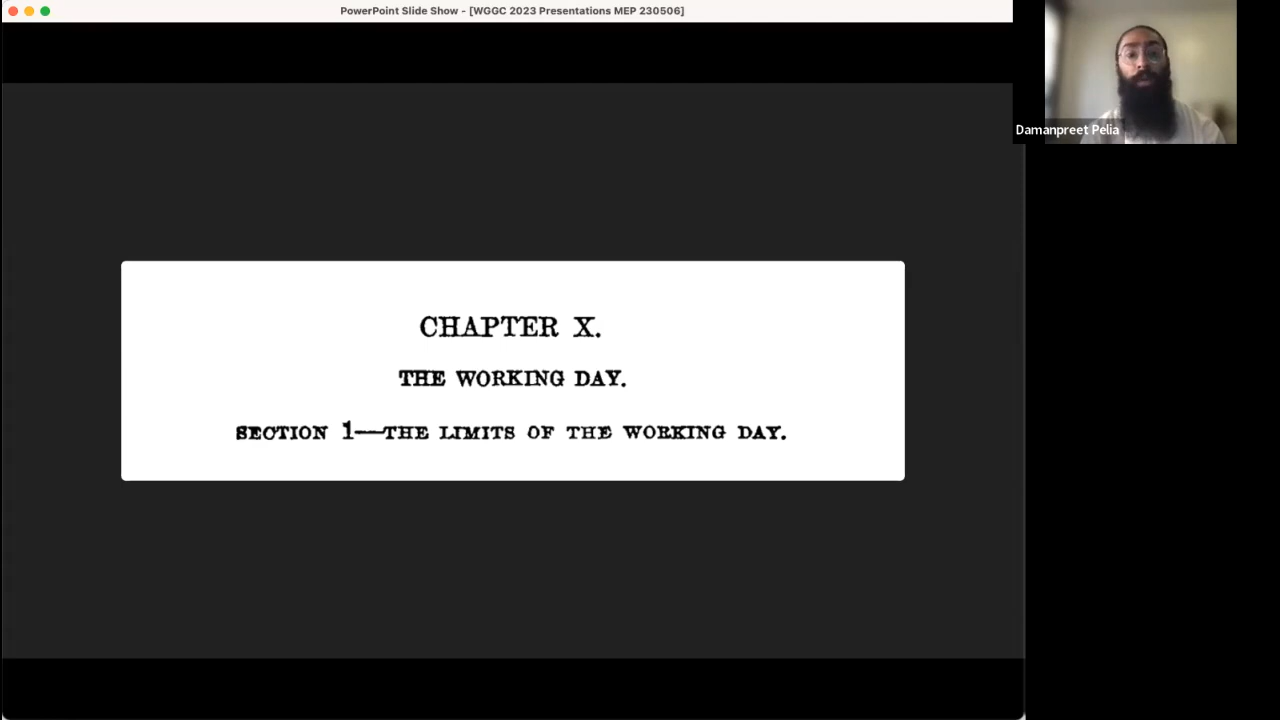 PowerPoint Slide Show - [WGGC 2023 Presentations MEP 230506]
Damanpreet Pelia
CHAPTER X.
THE WORKING DAY.
SECTION 1—THE LIMITS OF THE WORKING DAY.